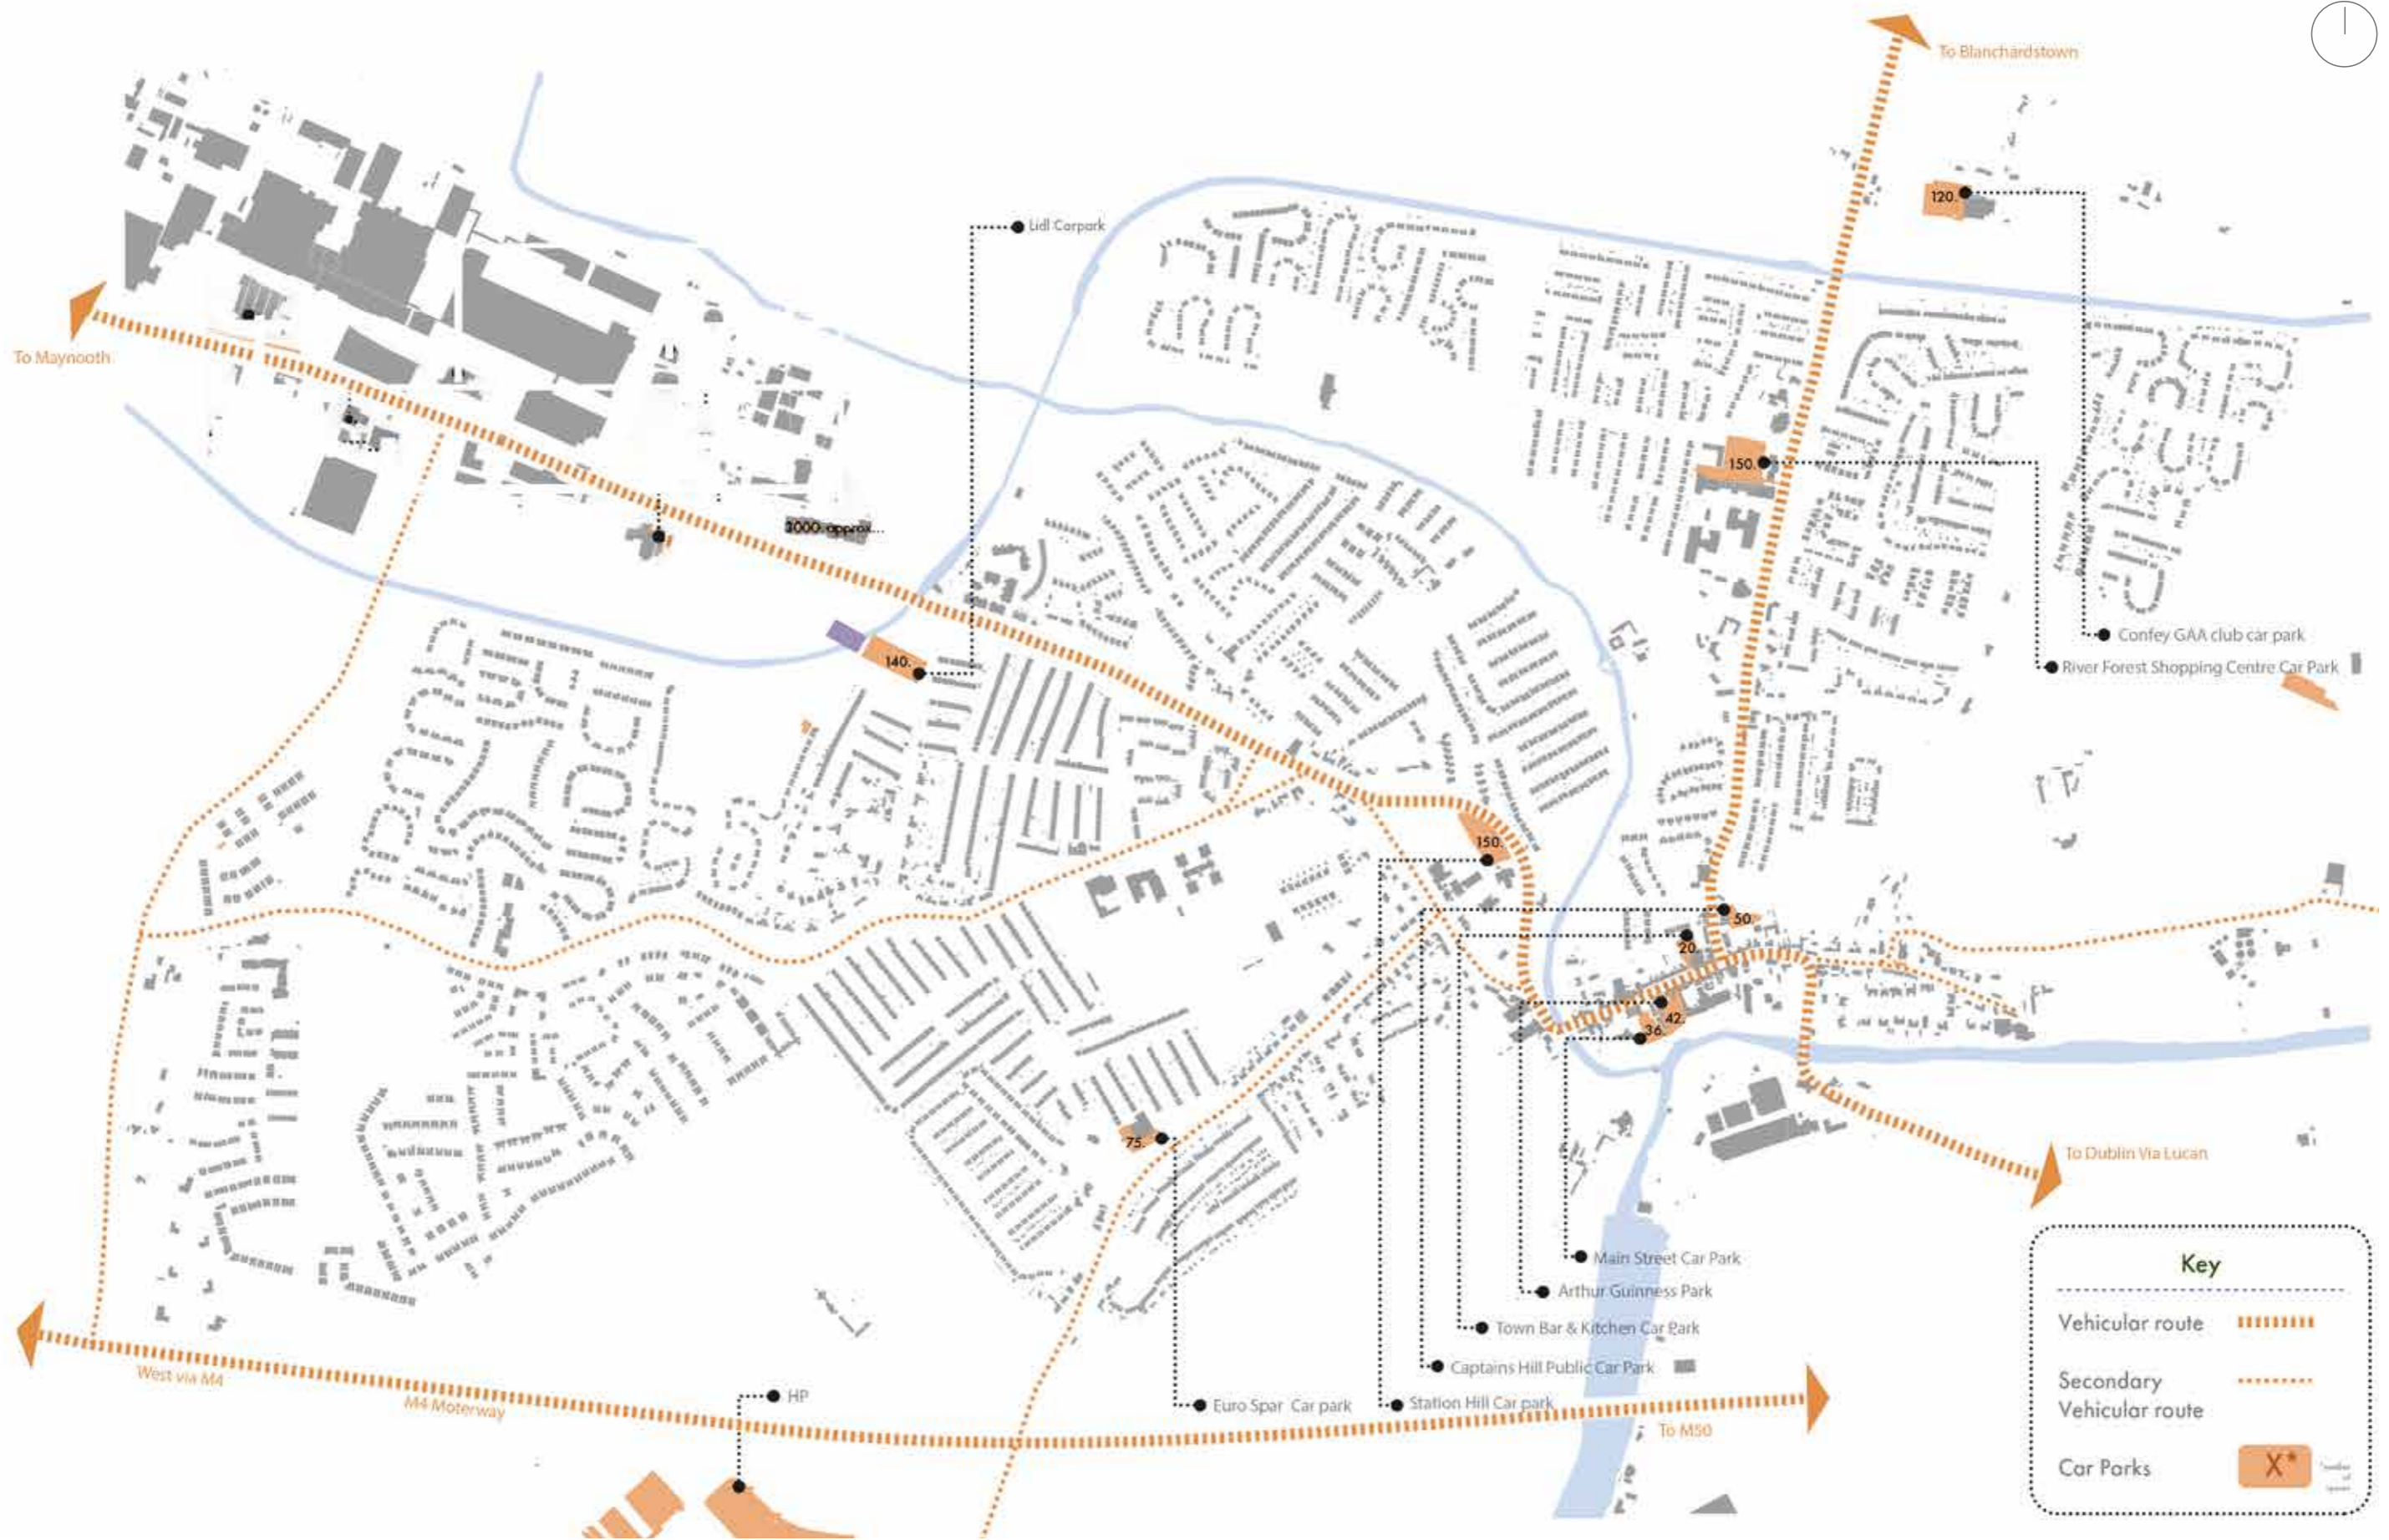 To Blanchardstown
120.
Lidl Carpark
To Maynooth
150.
3000 approx...
140.
Confey GAA club car park
River Forest Shopping Centre Car Park
150.
50.
20.
42.
36.
75.
To Dublin Via Lucan
Main Street Car Park
Arthur Guinness Park
Town Bar & Kitchen Car Park
Captains Hill Public Car Park
Station Hill Car park
Euro Spar Car park
HP
West via M4
M4 Moterway
To M50
Key
Vehicular route
Secondary
Vehicular route
Car Parks
X*